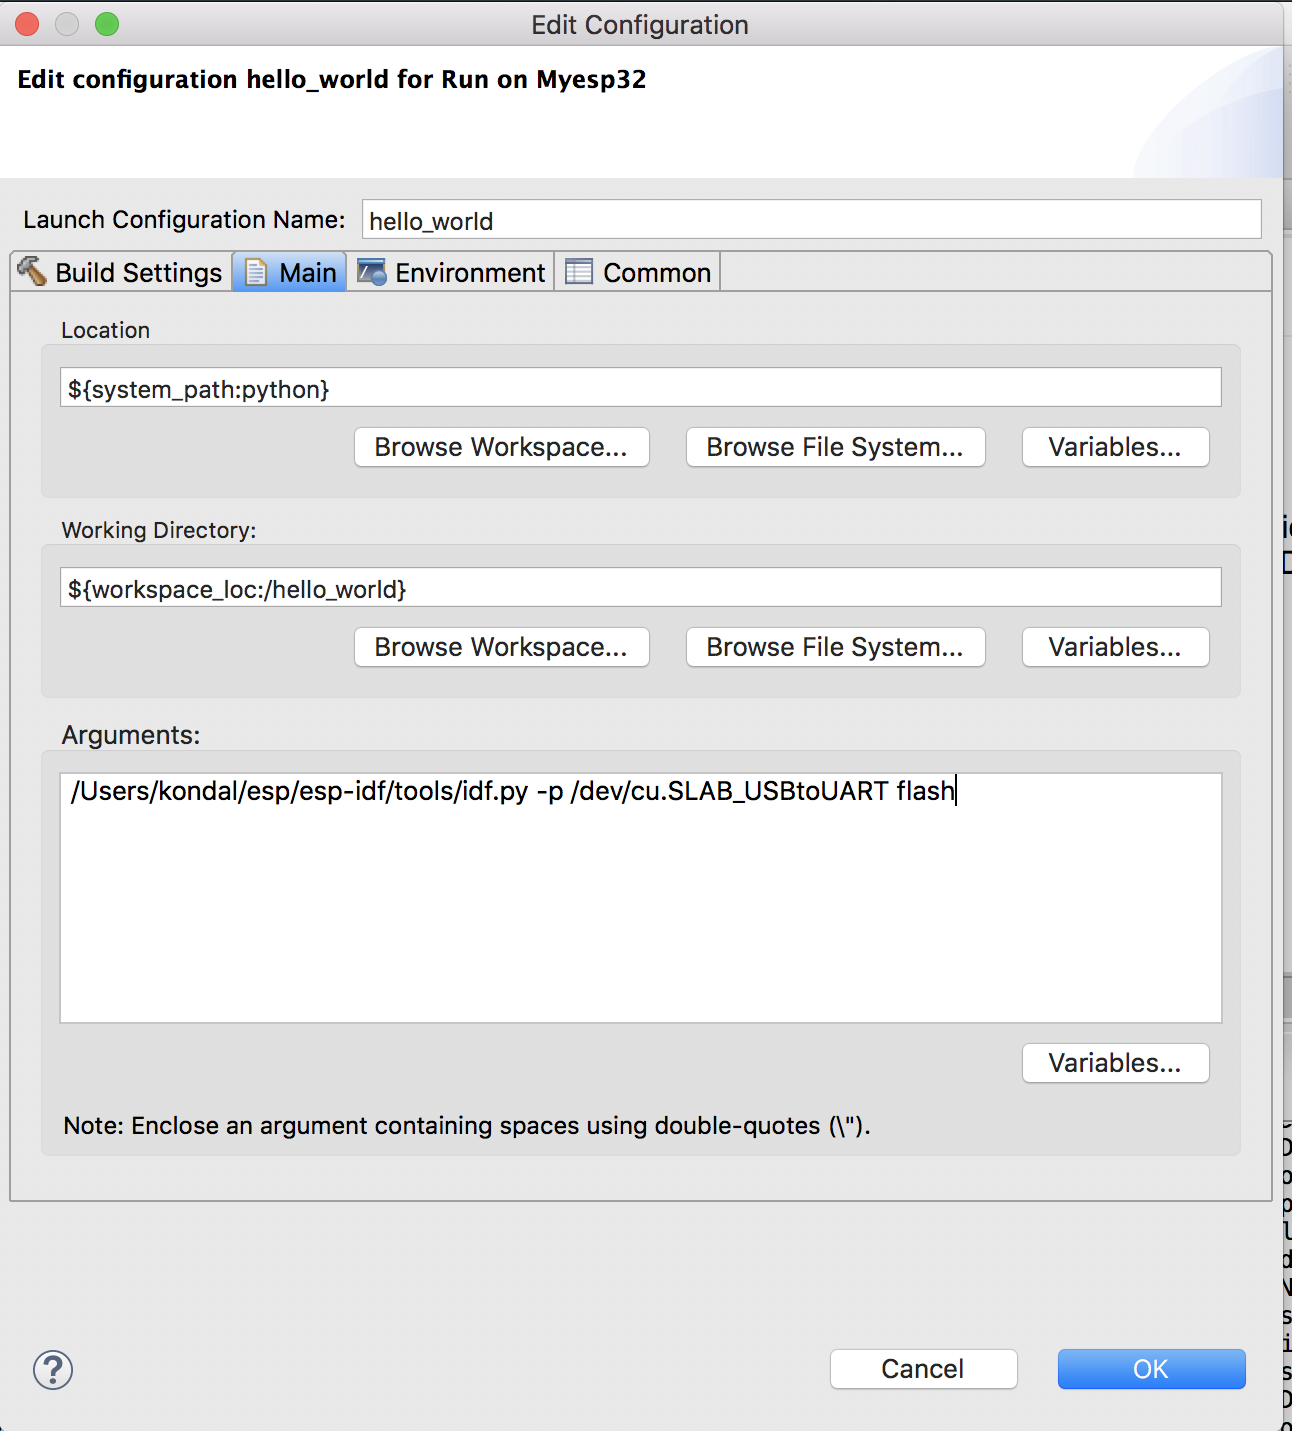 Edit Configuration
Edit configuration hello_world for Run on Myesp32
Launch Configuration Name: hello_world
Build Settings Main Environment Common
Location
${system_path:python}
Browse Workspace... Browse File System... Variables...
Working Directory:
${workspace_loc:/hello_world}
Browse Workspace... Browse File System... Variables...
Arguments:
/Users/kondal/esp/esp-idf/tools/idf.py -p /dev/cu.SLAB_USBtoUART flash
Variables...
Note: Enclose an argument containing spaces using double-quotes (\").
? Cancel OK